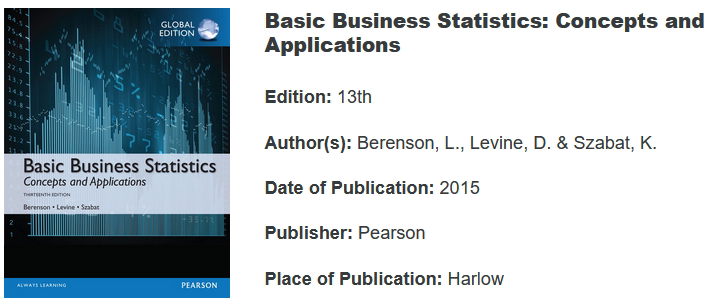 GLOBAL
EDITION
Basic Business Statistics
Concepts and Applications
THIRTEENTH EDITION
Berenson • Levine • Szabat
ALWAYS LEARNING
PEARSON
Basic Business Statistics: Concepts and
Applications
Edition: 13th
Author(s): Berenson, L., Levine, D. & Szabat, K.
Date of Publication: 2015
Publisher: Pearson
Place of Publication: Harlow